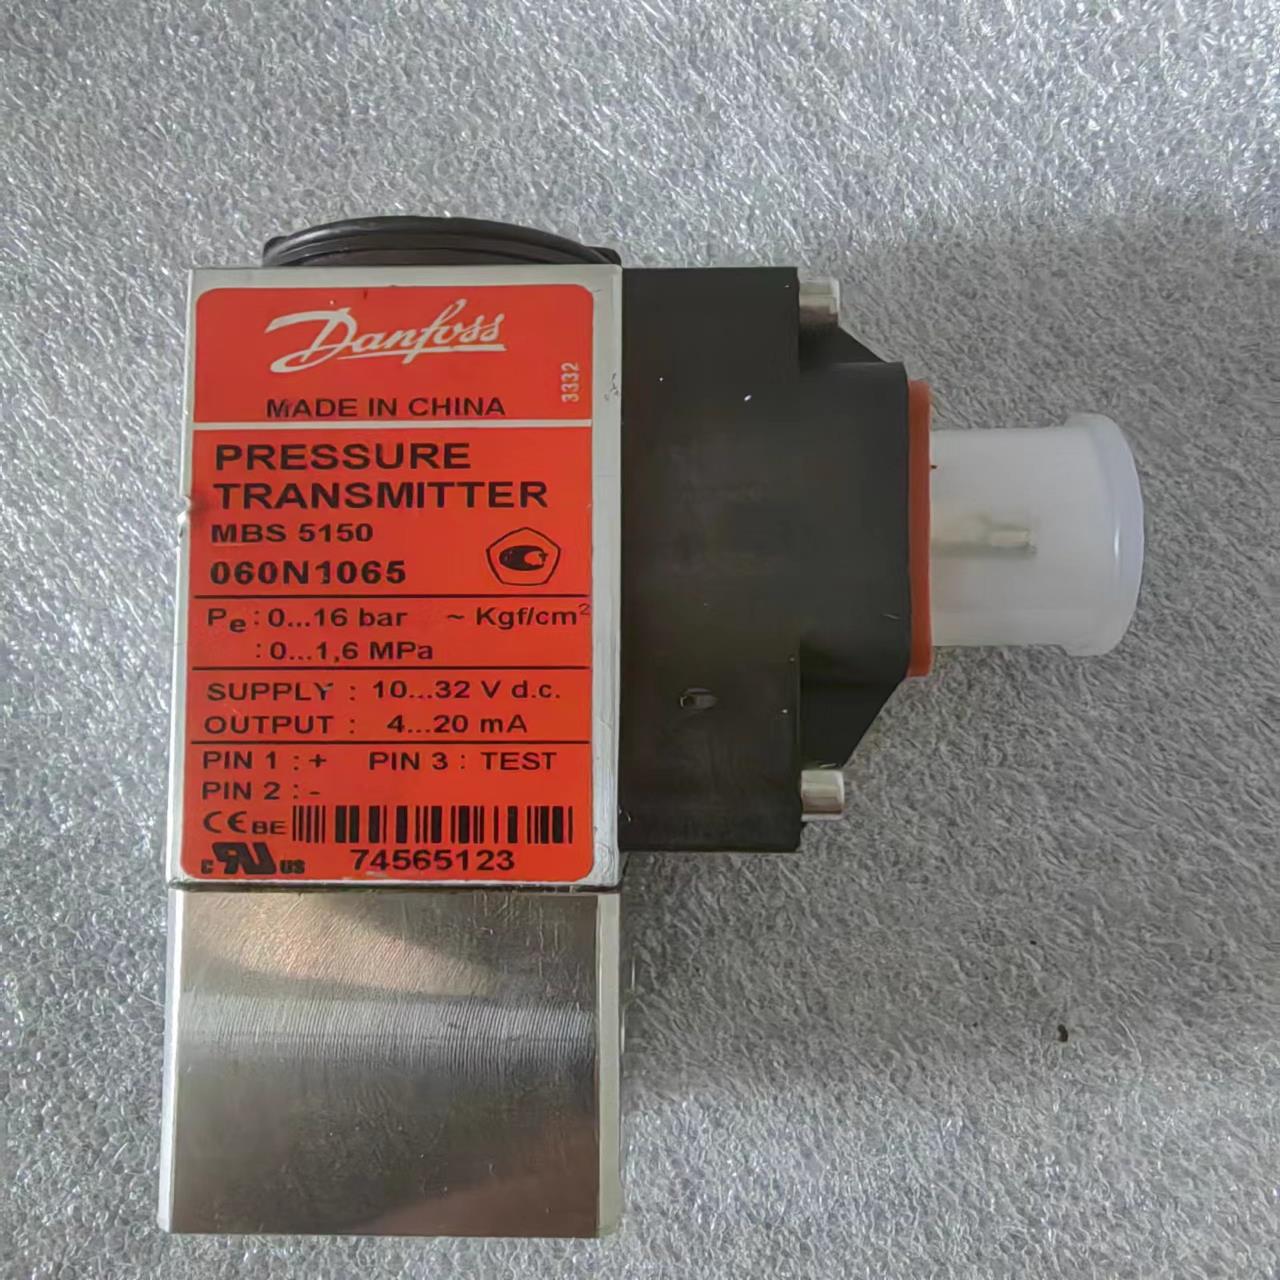 Danfoss
3332
MADE IN CHINA
PRESSURE
TRANSMITTER
MBS 5150
060N1065
Pe : 0...16 bar ~ Kgf/cm²
: 0...1,6 MPa
SUPPLY : 10...32 V d.c.
OUTPUT : 4...20 mA
PIN 1 : + PIN 3 : TEST
PIN 2 : -
CE BE
c RU us 74565123